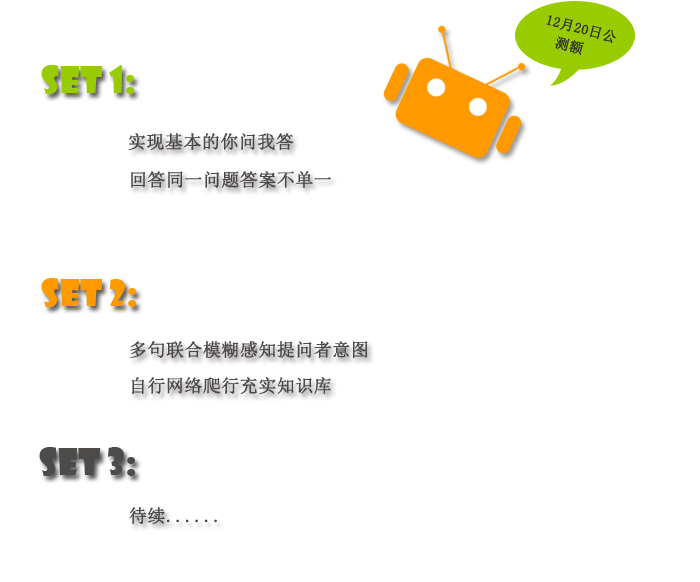 12月20日公
测额
SET 1:
实现基本的你问我答
回答同一问题答案不单一
SET 2:
多句联合模糊感知提问者意图
自行网络爬行充实知识库
SET 3:
待续......